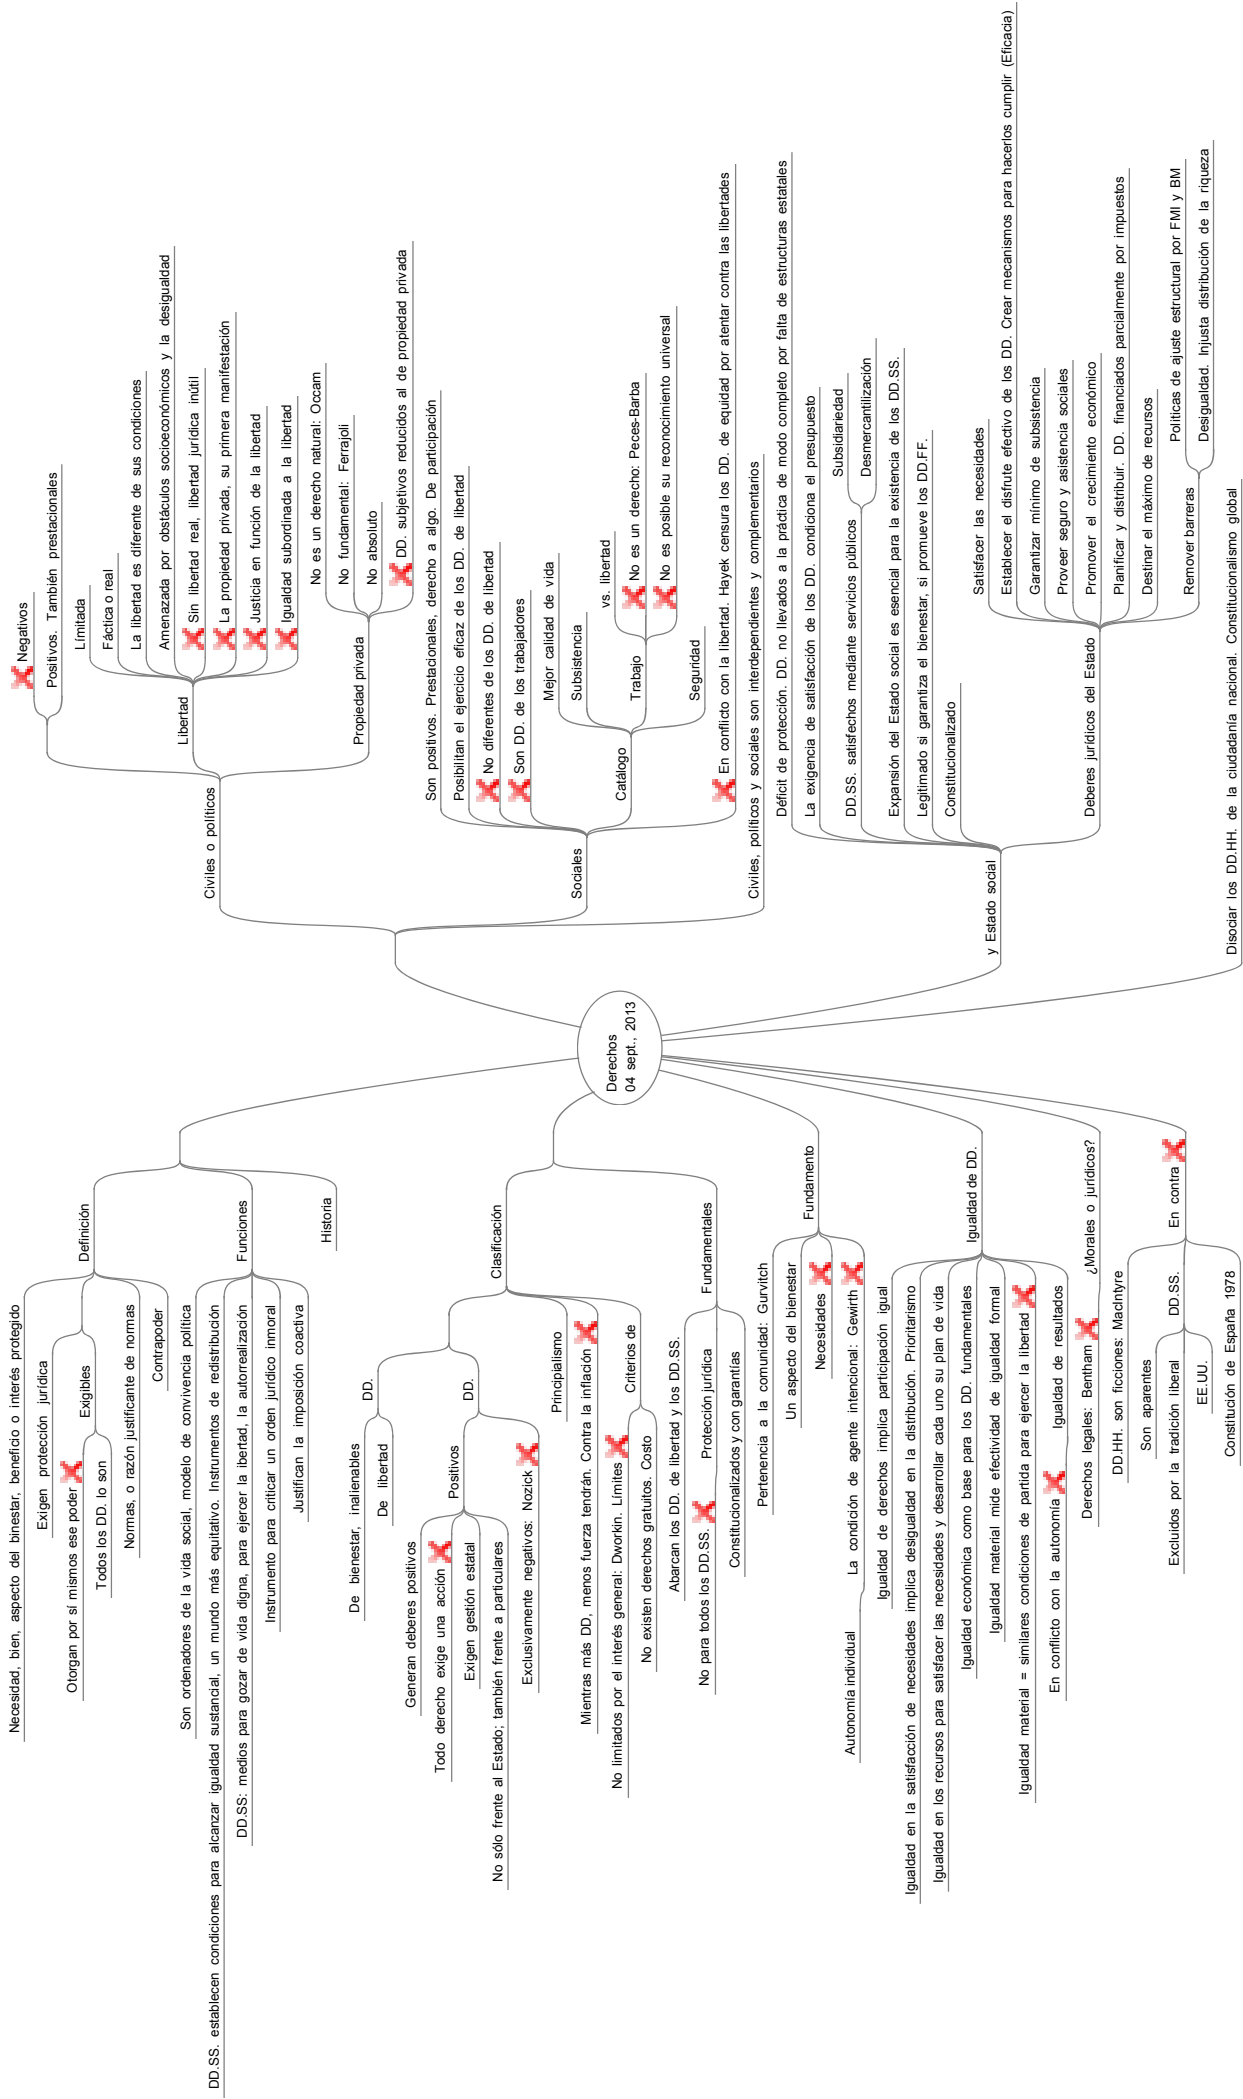 Derechos
04 sept., 2013
Definición
Necesidad, bien, aspecto del binestar, beneficio o interés protegido
Exigen protección jurídica
Exigibles
Otorgan por sí mismos ese poder
Todos los DD. lo son
Normas, o razón justificante de normas
Contrapoder
Funciones
Son ordenadores de la vida social, modelo de convivencia política
DD.SS. establecen condiciones para alcanzar igualdad sustancial, un mundo más equitativo. Instrumentos de redistribución
DD.SS: medios para gozar de vida digna, para ejercer la libertad, la autorrealización
Instrumento para criticar un orden jurídico inmoral
Justifican la imposición coactiva
Historia
Clasificación
DD.
De bienestar, inalienables
De libertad
DD.
Positivos
Generan deberes positivos
Todo derecho exige una acción
Exigen gestión estatal
No sólo frente al Estado; también frente a particulares
Exclusivamente negativos: Nozick
Principialismo
Mientras más DD, menos fuerza tendrán. Contra la inflación
Criterios de
No limitados por el interés general: Dworkin. Límites
No existen derechos gratuitos. Costo
Fundamentales
Abarcan los DD. de libertad y los DD.SS.
Protección jurídica
No para todos los DD.SS.
Constitucionalizados y con garantías
Fundamento
Pertenencia a la comunidad: Gurvitch
Un aspecto del bienestar
Necesidades
La condición de agente intencional: Gewirth
Autonomía individual
Igualdad de DD.
Igualdad de derechos implica participación igual
Igualdad en la satisfacción de necesidades implica desigualdad en la distribución. Prioritarismo
Igualdad en los recursos para satisfacer las necesidades y desarrollar cada uno su plan de vida
Igualdad económica como base para los DD. fundamentales
Igualdad material mide efectividad de igualdad formal
Igualdad material = similares condiciones de partida para ejercer la libertad
Igualdad de resultados
En conflicto con la autonomía
¿Morales o jurídicos?
Derechos legales: Bentham
En contra
DD.HH. son ficciones: MacIntyre
DD.SS.
Son aparentes
Excluidos por la tradición liberal
EE.UU.
Constitución de España 1978
Civiles o políticos
Negativos
Positivos. También prestacionales
Libertad
Límitada
Fáctica o real
La libertad es diferente de sus condiciones
Amenazada por obstáculos socioeconómicos y la desigualdad
Sin libertad real, libertad jurídica inútil
La propiedad privada, su primera manifestación
Justicia en función de la libertad
Igualdad subordinada a la libertad
Propiedad privada
No es un derecho natural: Occam
No fundamental: Ferrajoli
No absoluto
DD. subjetivos reducidos al de propiedad privada
Sociales
Son positivos. Prestacionales, derecho a algo. De participación
Posibilitan el ejercicio eficaz de los DD. de libertad
No diferentes de los DD. de libertad
Son DD. de los trabajadores
Catálogo
Mejor calidad de vida
Subsistencia
Trabajo
vs. libertad
No es un derecho: Peces-Barba
No es posible su reconocimiento universal
Seguridad
En conflicto con la libertad. Hayek censura los DD. de equidad por atentar contra las libertades
Civiles, políticos y sociales son interdependientes y complementarios
y Estado social
Déficit de protección. DD. no llevados a la práctica de modo completo por falta de estructuras estatales
La exigencia de satisfacción de los DD. condiciona el presupuesto
DD.SS. satisfechos mediante servicios públicos
Subsidiariedad
Desmercantilización
Expansión del Estado social es esencial para la existencia de los DD.SS.
Legitimado si garantiza el bienestar, si promueve los DD.FF.
Constitucionalizado
Deberes jurídicos del Estado
Satisfacer las necesidades
Establecer el disfrute efectivo de los DD. Crear mecanismos para hacerlos cumplir (Eficacia)
Garantizar mínimo de subsistencia
Proveer seguro y asistencia sociales
Promover el crecimiento económico
Planificar y distribuir. DD. financiados parcialmente por impuestos
Destinar el máximo de recursos
Remover barreras
Políticas de ajuste estructural por FMI y BM
Desigualdad. Injusta distribución de la riqueza
Disociar los DD.HH. de la ciudadanía nacional. Constitucionalismo global